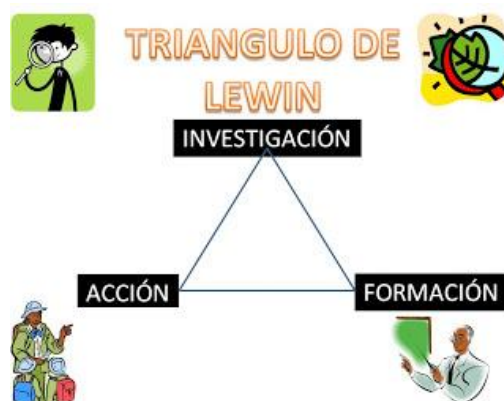 TRIANGULO DE
LEWIN
INVESTIGACIÓN
ACCIÓN
FORMACIÓN